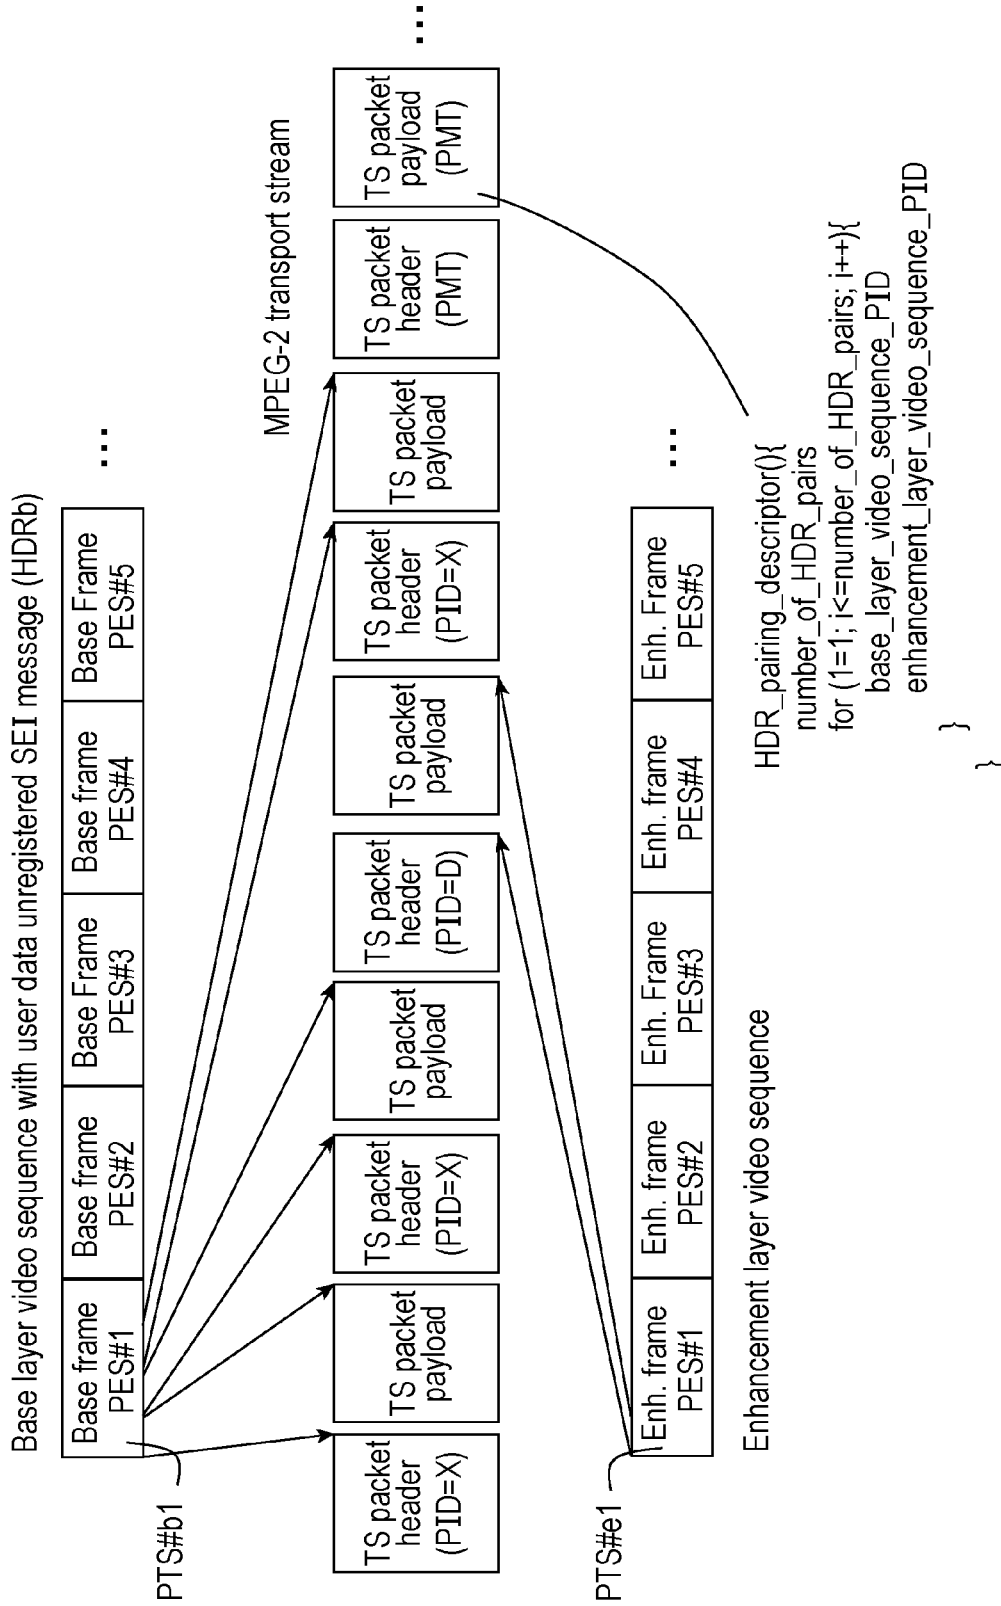 Base layer video sequence with user data unregistered SEI message (HDRb)
Base frame
PES#1
Base frame
PES#2
Base Frame
PES#3
Base frame
PES#4
Base Frame
PES#5
...
PTS#b1
MPEG-2 transport stream
TS packet
header
(PID=X)
TS packet
payload
TS packet
header
(PID=X)
TS packet
payload
TS packet
header
(PID=D)
TS packet
payload
TS packet
header
(PID=X)
TS packet
payload
TS packet
header
(PMT)
TS packet
payload
(PMT)
...
PTS#e1
Enh. frame
PES#1
Enh. frame
PES#2
Enh. Frame
PES#3
Enh. frame
PES#4
Enh. Frame
PES#5
...
Enhancement layer video sequence
HDR_pairing_descriptor(){
number_of_HDR_pairs
for (1=1; i<=number_of_HDR_pairs; i++){
base_layer_video_sequence_PID
enhancement_layer_video_sequence_PID
}
}